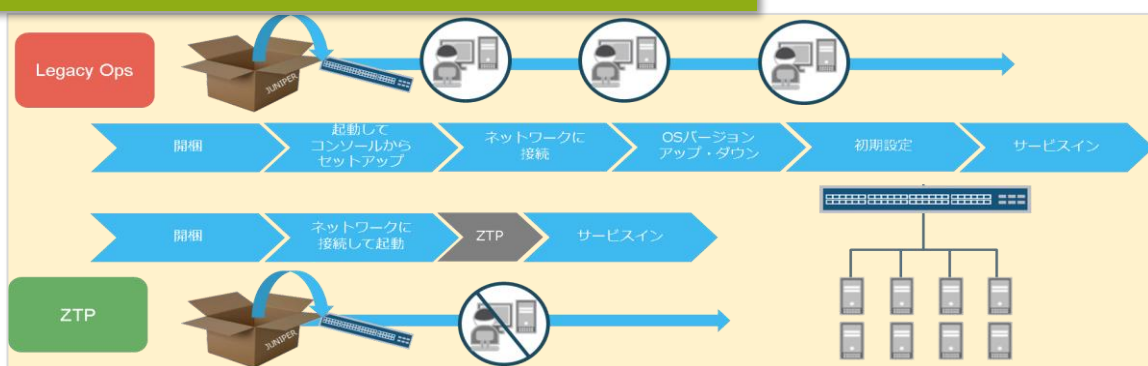 Legacy Ops
JUNIPER
開梱
起動して
コンソールから
セットアップ
ネットワークに
接続
OSバージョン
アップ・ダウン
初期設定
サービスイン
開梱
ネットワークに
接続して起動
ZTP
サービスイン
ZTP
JUNIPER